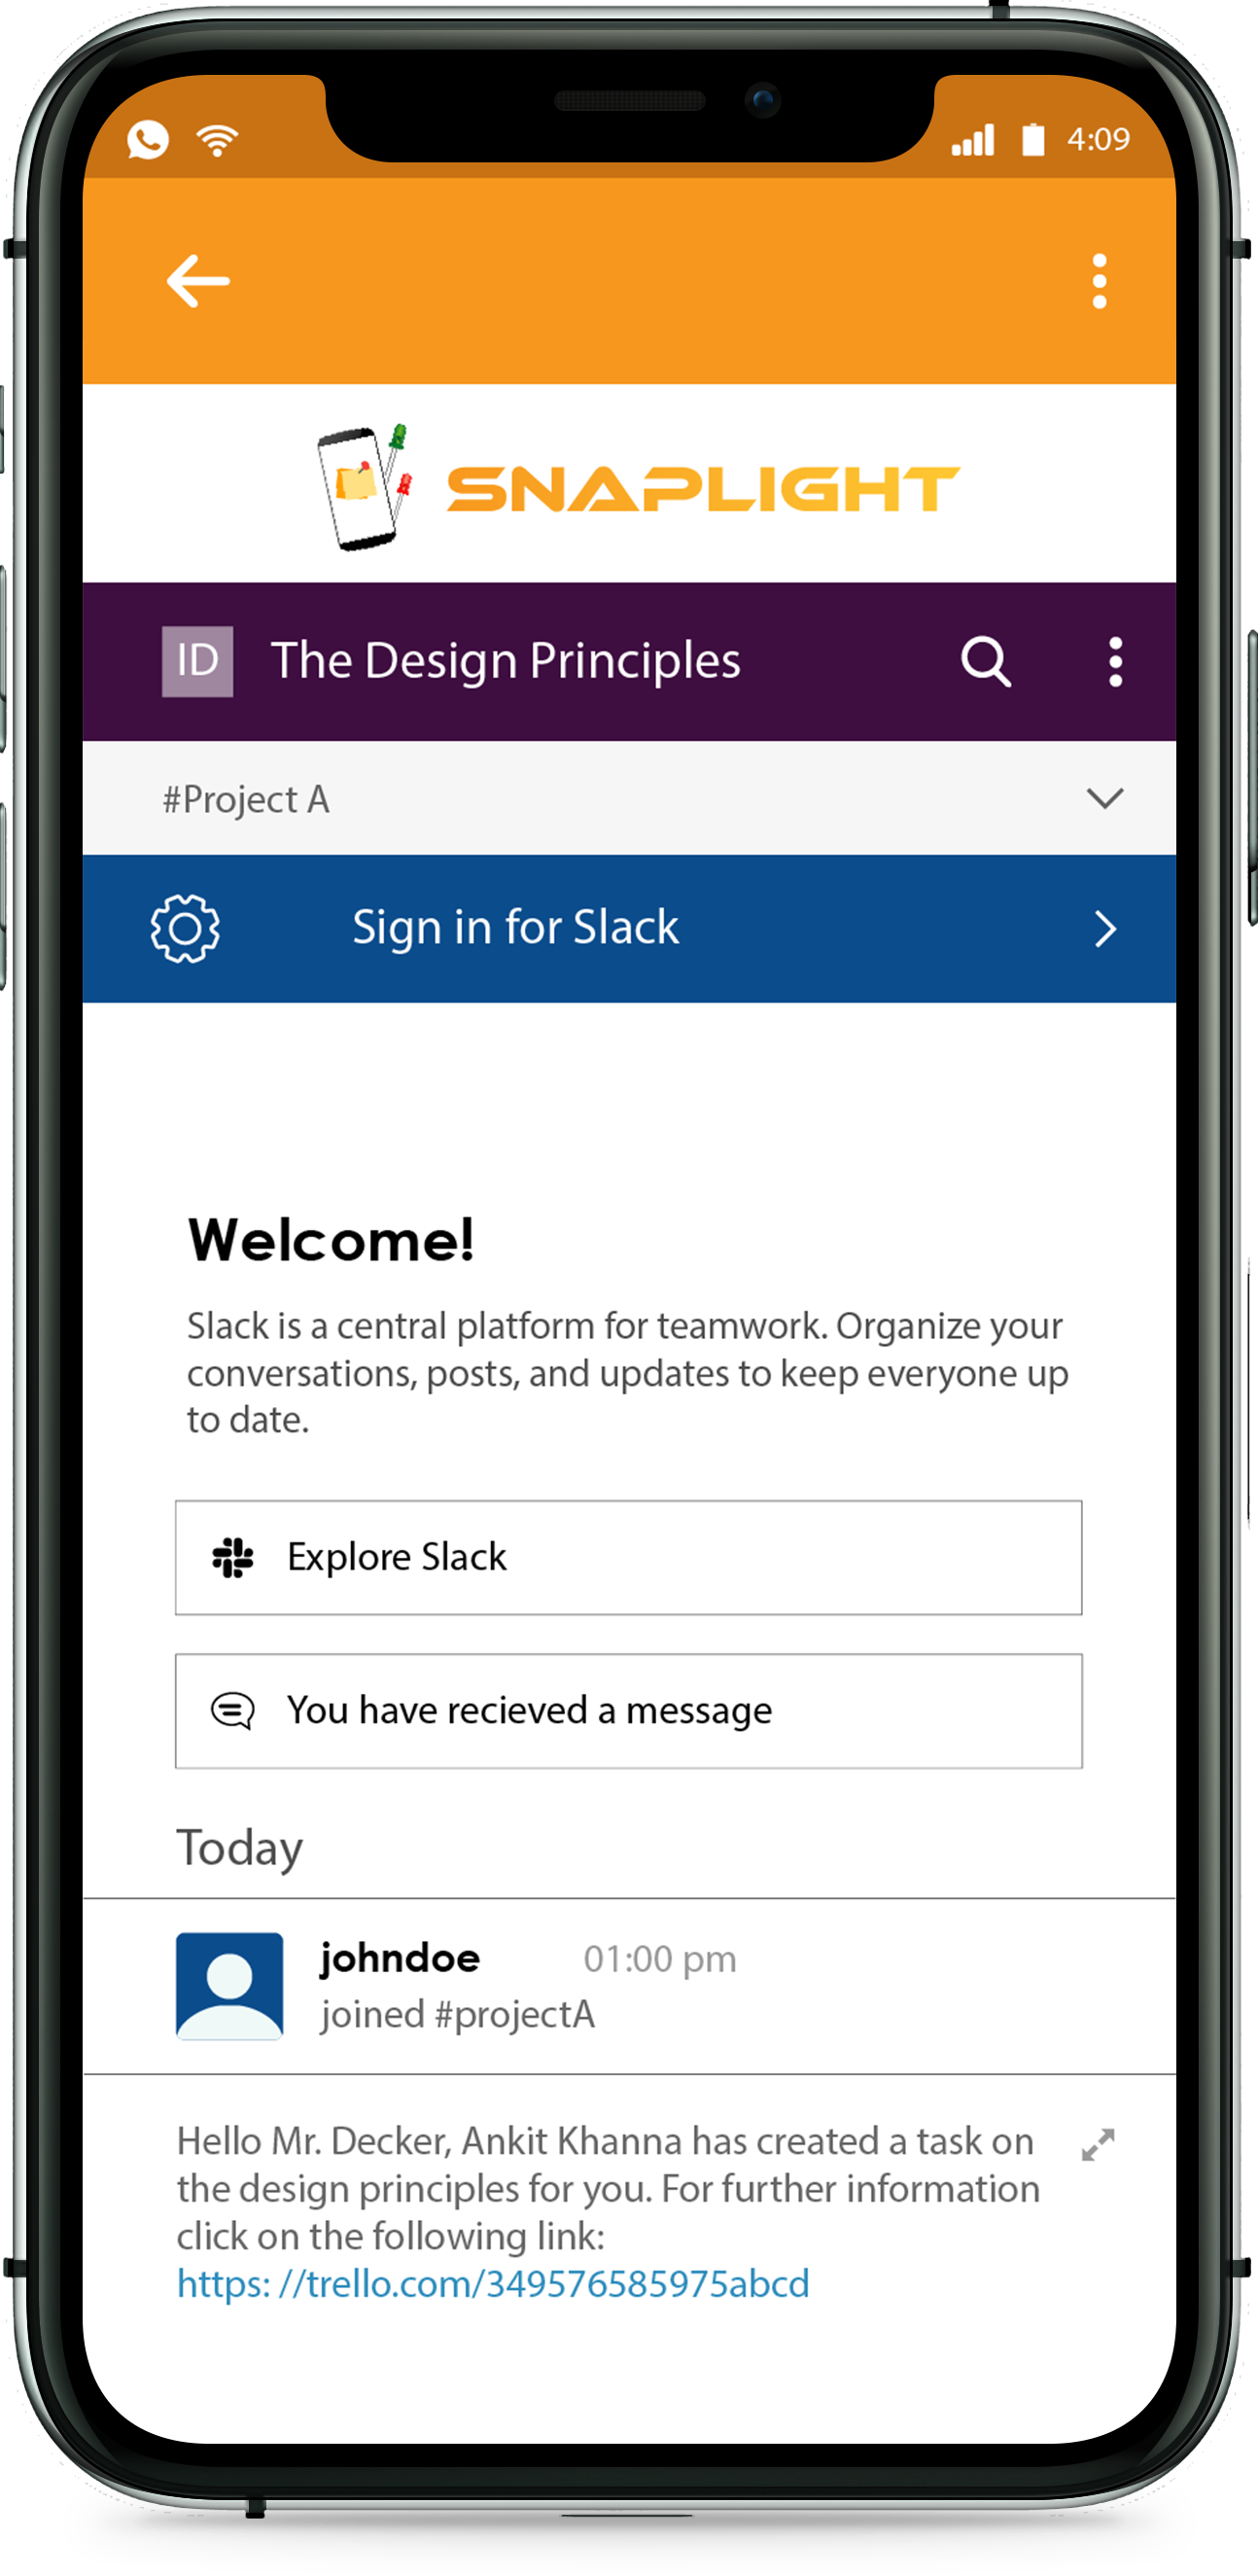 4:09
SNAPLIGHT
ID The Design Principles
#Project A
Sign in for Slack
Welcome!
Slack is a central platform for teamwork. Organize your
conversations, posts, and updates to keep everyone up
to date.
Explore Slack
You have recieved a message
Today
johndoe 01:00 pm
joined #projectA
Hello Mr. Decker, Ankit Khanna has created a task on
the design principles for you. For further information
click on the following link:
https: //trello.com/349576585975abcd